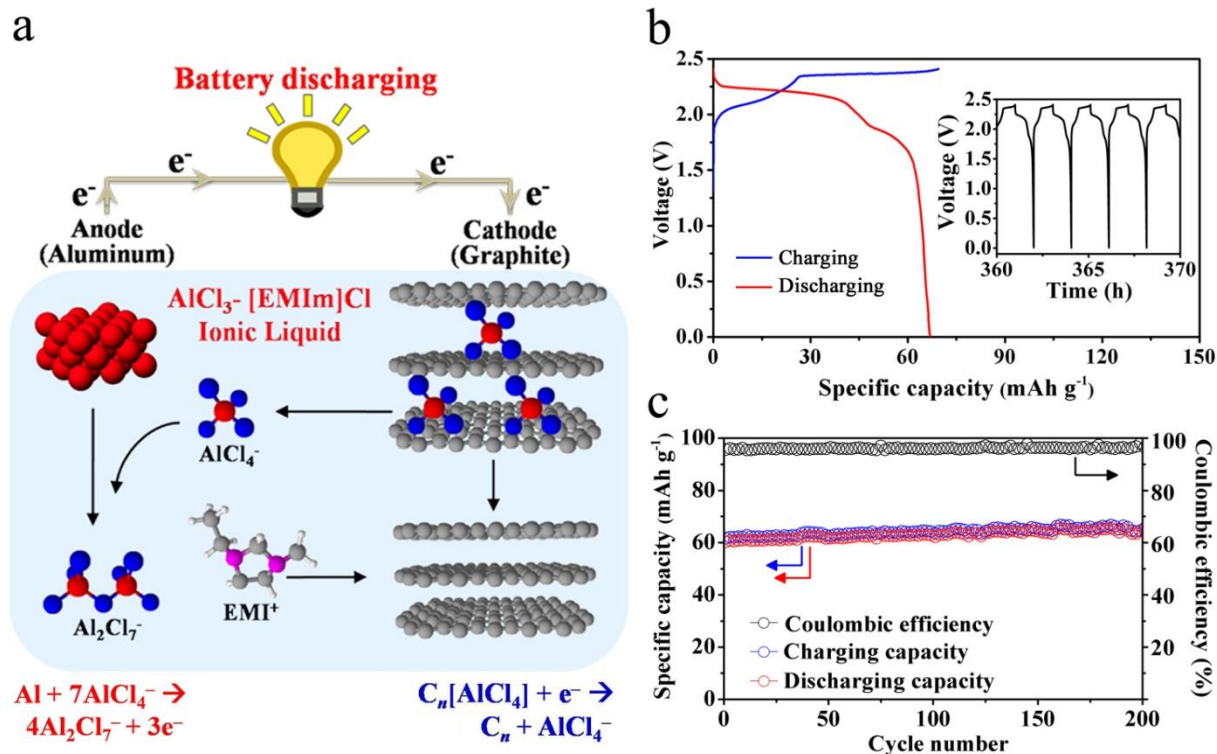 a
Battery discharging
e⁻
e⁻
e⁻
e⁻
Anode
(Aluminum)
Cathode
(Graphite)
AlCl₃- [EMIm]Cl
Ionic Liquid
AlCl₄⁻
Al₂Cl₇⁻
EMI⁺
Al + 7AlCl₄⁻ →
4Al₂Cl₇⁻ + 3e⁻
Cₙ[AlCl₄] + e⁻ →
Cₙ + AlCl₄⁻
b
Voltage (V)
2.5
2.0
1.5
1.0
0.5
0.0
0
30
60
90
120
150
Specific capacity (mAh g⁻¹)
Charging
Discharging
Voltage (V)
2.5
2.0
1.5
1.0
0.5
0.0
360
365
370
Time (h)
c
Specific capacity (mAh g⁻¹)
100
80
60
40
20
0
0
50
100
150
200
Cycle number
100
80
60
40
20
Coulombic efficiency (%)
Coulombic efficiency
Charging capacity
Discharging capacity